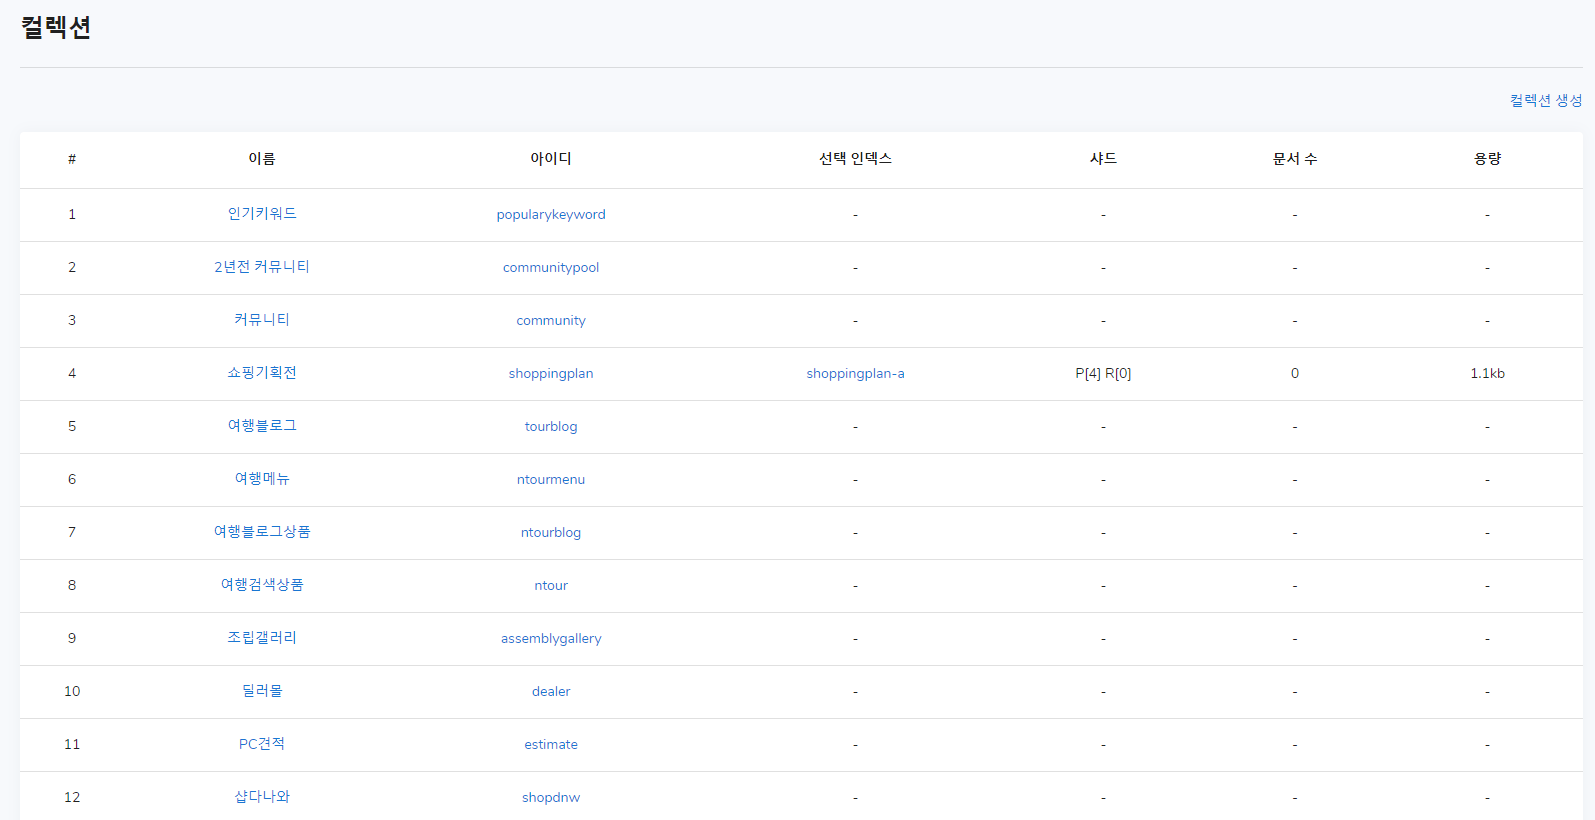 컬렉션
컬렉션 생성
# 이름 아이디 선택 인덱스 샤드 문서 수 용량
1 인기키워드 popularykeyword - - - -
2 2년전 커뮤니티 communitypool - - - -
3 커뮤니티 community - - - -
4 쇼핑기획전 shoppingplan shoppingplan-a P[4] R[0] 0 1.1kb
5 여행블로그 tourblog - - - -
6 여행메뉴 ntourmenu - - - -
7 여행블로그상품 ntourblog - - - -
8 여행검색상품 ntour - - - -
9 조립갤러리 assemblygallery - - - -
10 딜러몰 dealer - - - -
11 PC견적 estimate - - - -
12 샵다나와 shopdnw - - - -